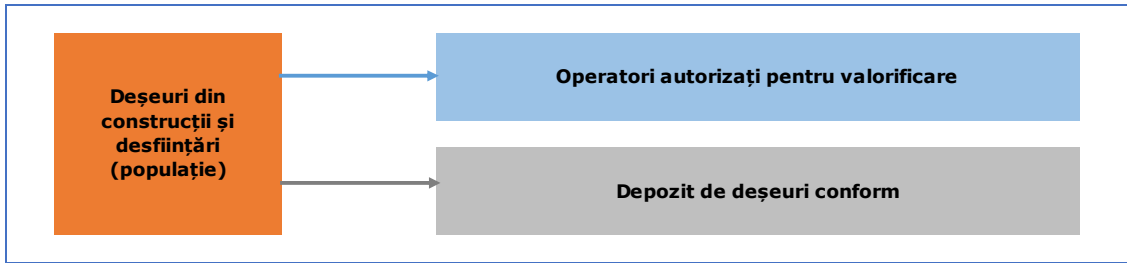 Deșeuri din
construcții și
desființări
(populație)
Operatori autorizați pentru valorificare
Depozit de deșeuri conform